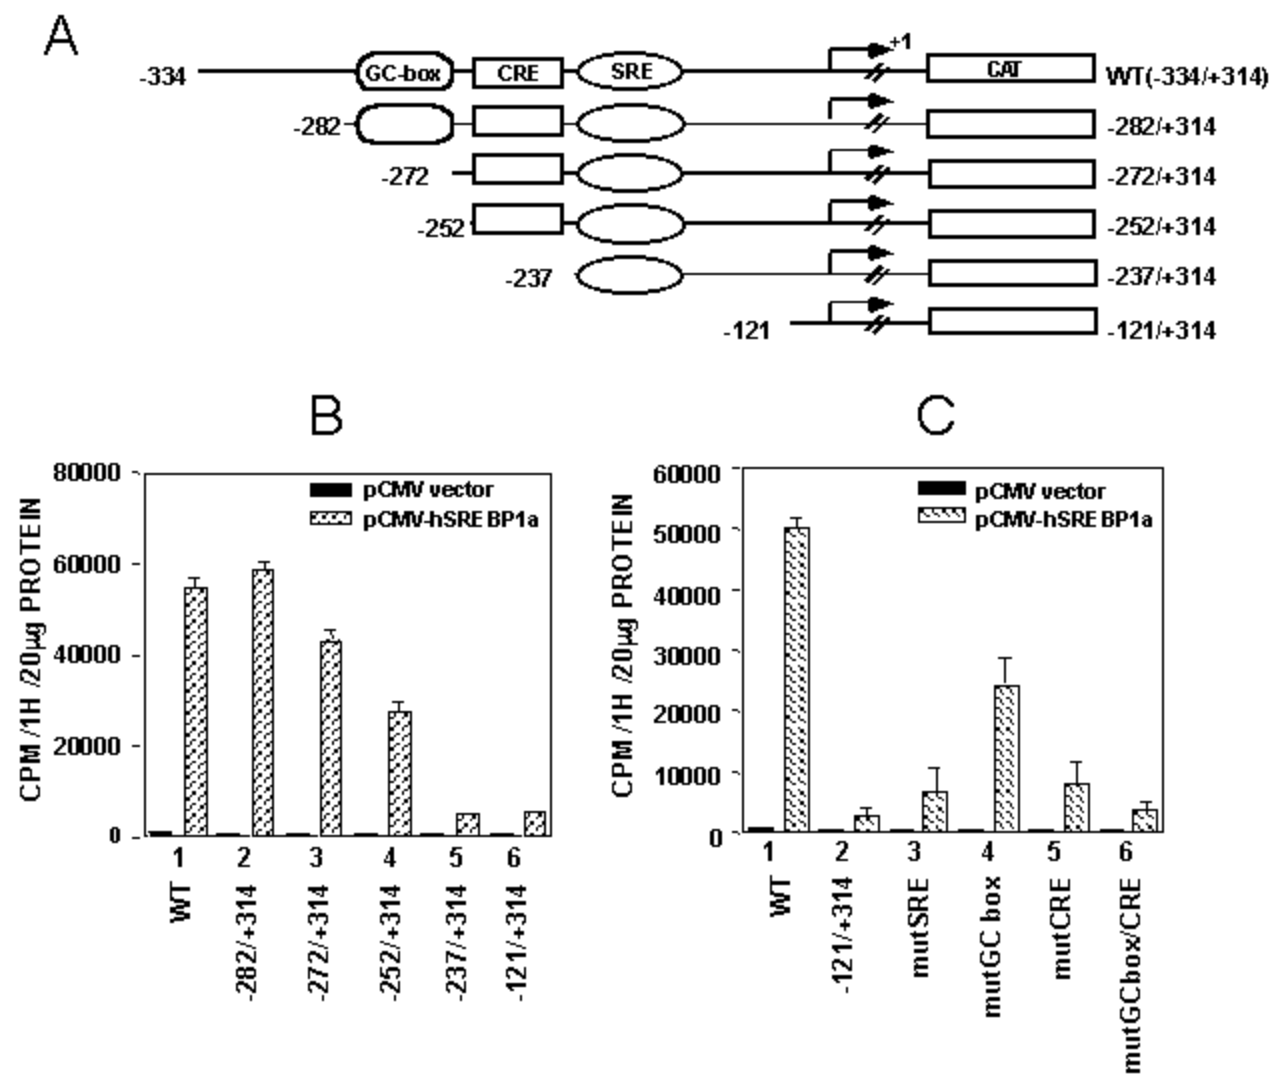 A
-334 GC-box CRE SRE +1 CAT WT(-334/+314)
-282 -282/+314
-272 -272/+314
-252 -252/+314
-237 -237/+314
-121 -121/+314
B
CPM /1H /20µg PROTEIN
80000
60000
40000
20000
0
pCMV vector
pCMV-hSREBP1a
1 2 3 4 5 6
WT
-282/+314
-272/+314
-252/+314
-237/+314
-121/+314
C
CPM /1H /20µg PROTEIN
60000
50000
40000
30000
20000
10000
0
pCMV vector
pCMV-hSREBP1a
1 2 3 4 5 6
WT
-121/+314
mutSRE
mutGC box
mutCRE
mutGCbox/CRE